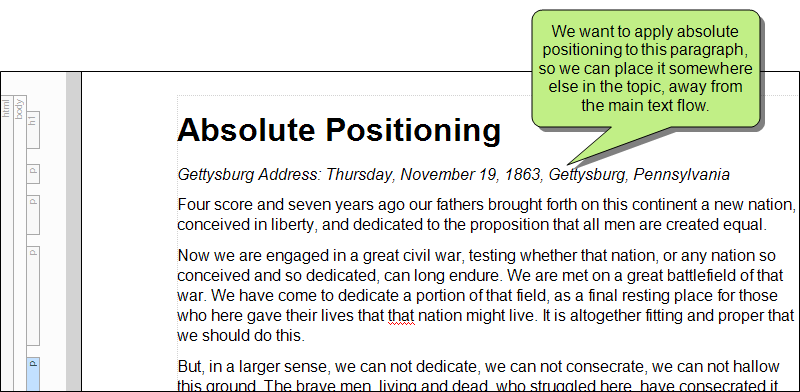 We want to apply absolute
positioning to this paragraph,
so we can place it somewhere
else in the topic, away from
the main text flow.
html
body
h1
p
p
p
p
Absolute Positioning
Gettysburg Address: Thursday, November 19, 1863, Gettysburg, Pennsylvania
Four score and seven years ago our fathers brought forth on this continent a new nation,
conceived in liberty, and dedicated to the proposition that all men are created equal.
Now we are engaged in a great civil war, testing whether that nation, or any nation so
conceived and so dedicated, can long endure. We are met on a great battlefield of that
war. We have come to dedicate a portion of that field, as a final resting place for those
who here gave their lives that that nation might live. It is altogether fitting and proper that
we should do this.
But, in a larger sense, we can not dedicate, we can not consecrate, we can not hallow
this ground. The brave men, living and dead, who struggled here, have consecrated it